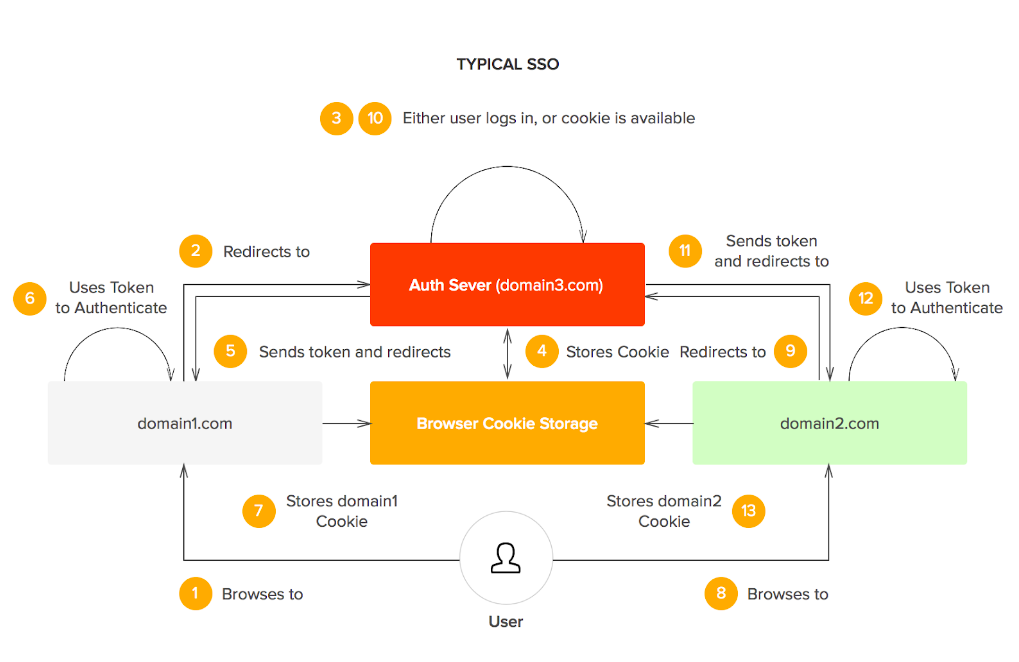 TYPICAL SSO
3 10 Either user logs in, or cookie is available
2 Redirects to
11 Sends token
and redirects to
6 Uses Token
to Authenticate
Auth Sever (domain3.com)
12 Uses Token
to Authenticate
5 Sends token and redirects
4 Stores Cookie
Redirects to 9
domain1.com
Browser Cookie Storage
domain2.com
7 Stores domain1
Cookie
Stores domain2 13
Cookie
1 Browses to
8 Browses to
User